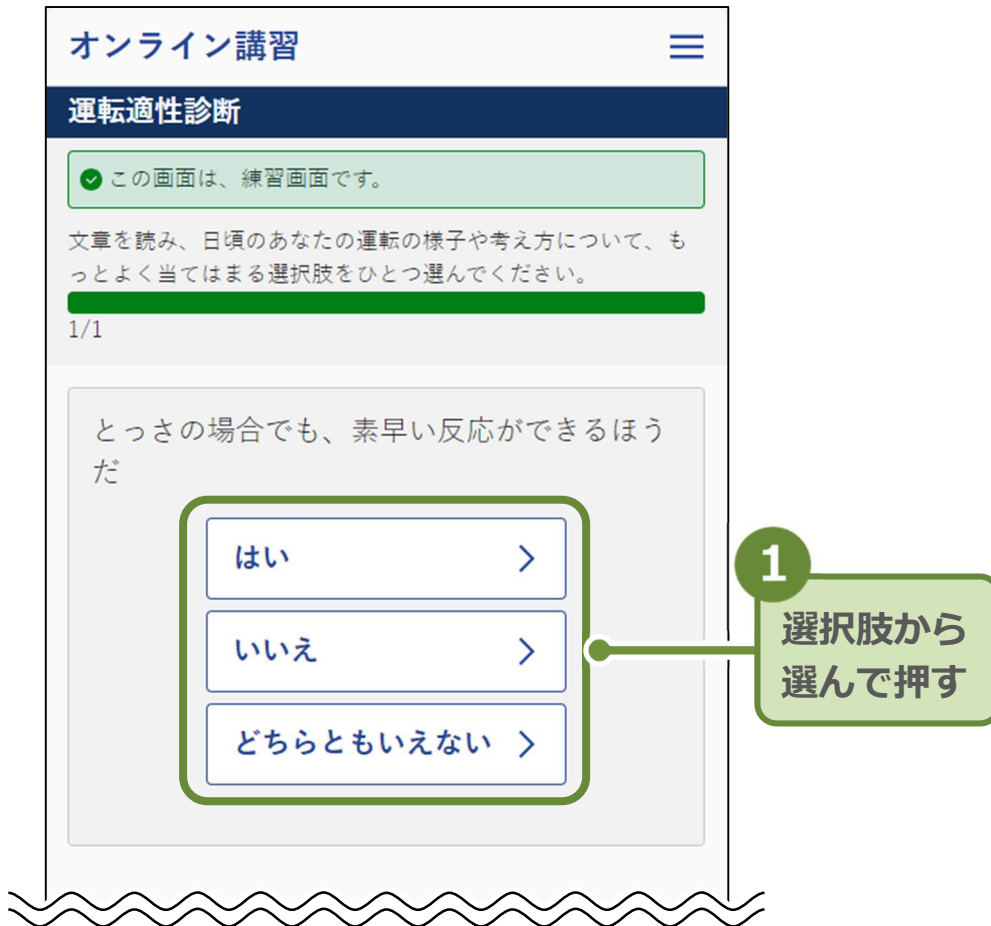 オンライン講習
運転適性診断
この画面は、練習画面です。
文章を読み、日頃のあなたの運転の様子や考え方について、も
っとよく当てはまる選択肢をひとつ選んでください。
1/1
とっさの場合でも、素早い反応ができるほう
だ
はい
いいえ
どちらともいえない
1
選択肢から
選んで押す